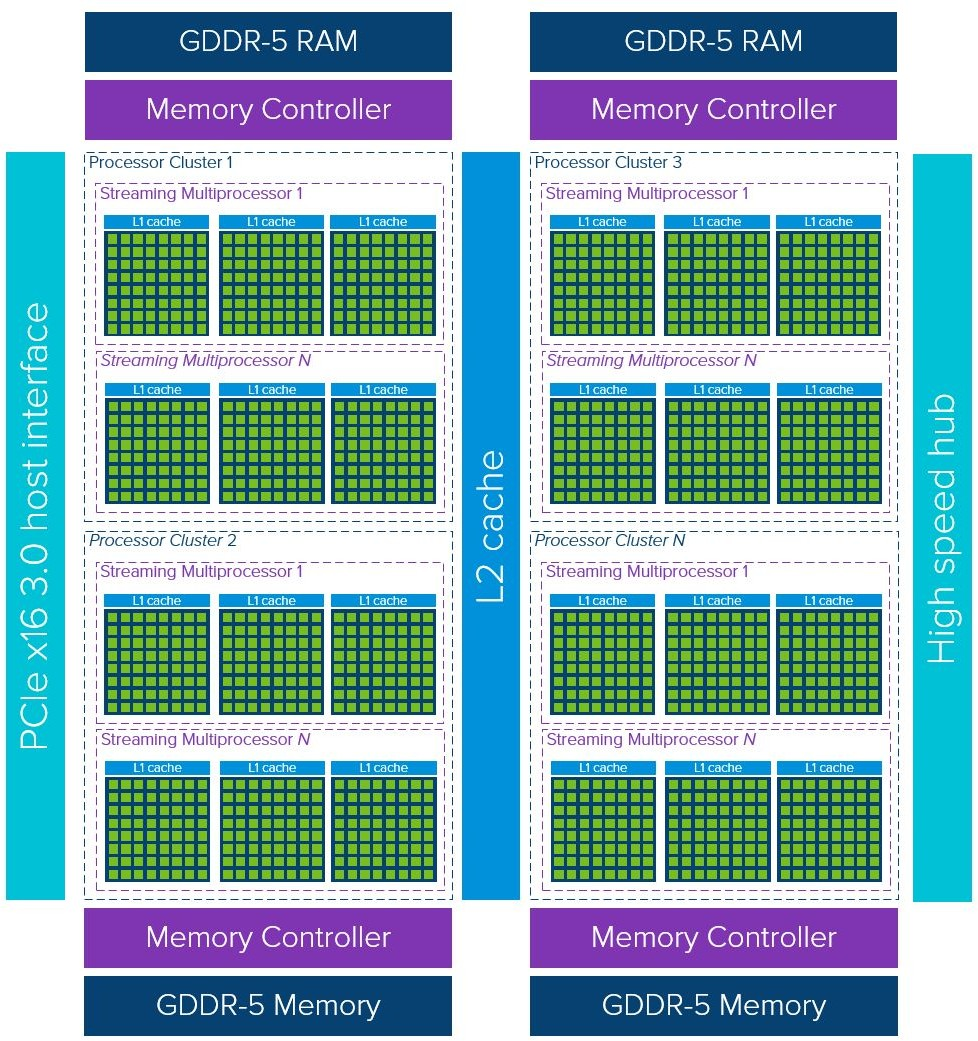 GDDR-5 RAM
GDDR-5 RAM
Memory Controller
Memory Controller
PCIe x16 3.0 host interface
Processor Cluster 1
Streaming Multiprocessor 1
L1 cache
L1 cache
L1 cache
Streaming Multiprocessor N
L1 cache
L1 cache
L1 cache
Processor Cluster 2
Streaming Multiprocessor 1
L1 cache
L1 cache
L1 cache
Streaming Multiprocessor N
L1 cache
L1 cache
L1 cache
L2 cache
Processor Cluster 3
Streaming Multiprocessor 1
L1 cache
L1 cache
L1 cache
Streaming Multiprocessor N
L1 cache
L1 cache
L1 cache
Processor Cluster N
Streaming Multiprocessor 1
L1 cache
L1 cache
L1 cache
Streaming Multiprocessor N
L1 cache
L1 cache
L1 cache
High speed hub
Memory Controller
Memory Controller
GDDR-5 Memory
GDDR-5 Memory